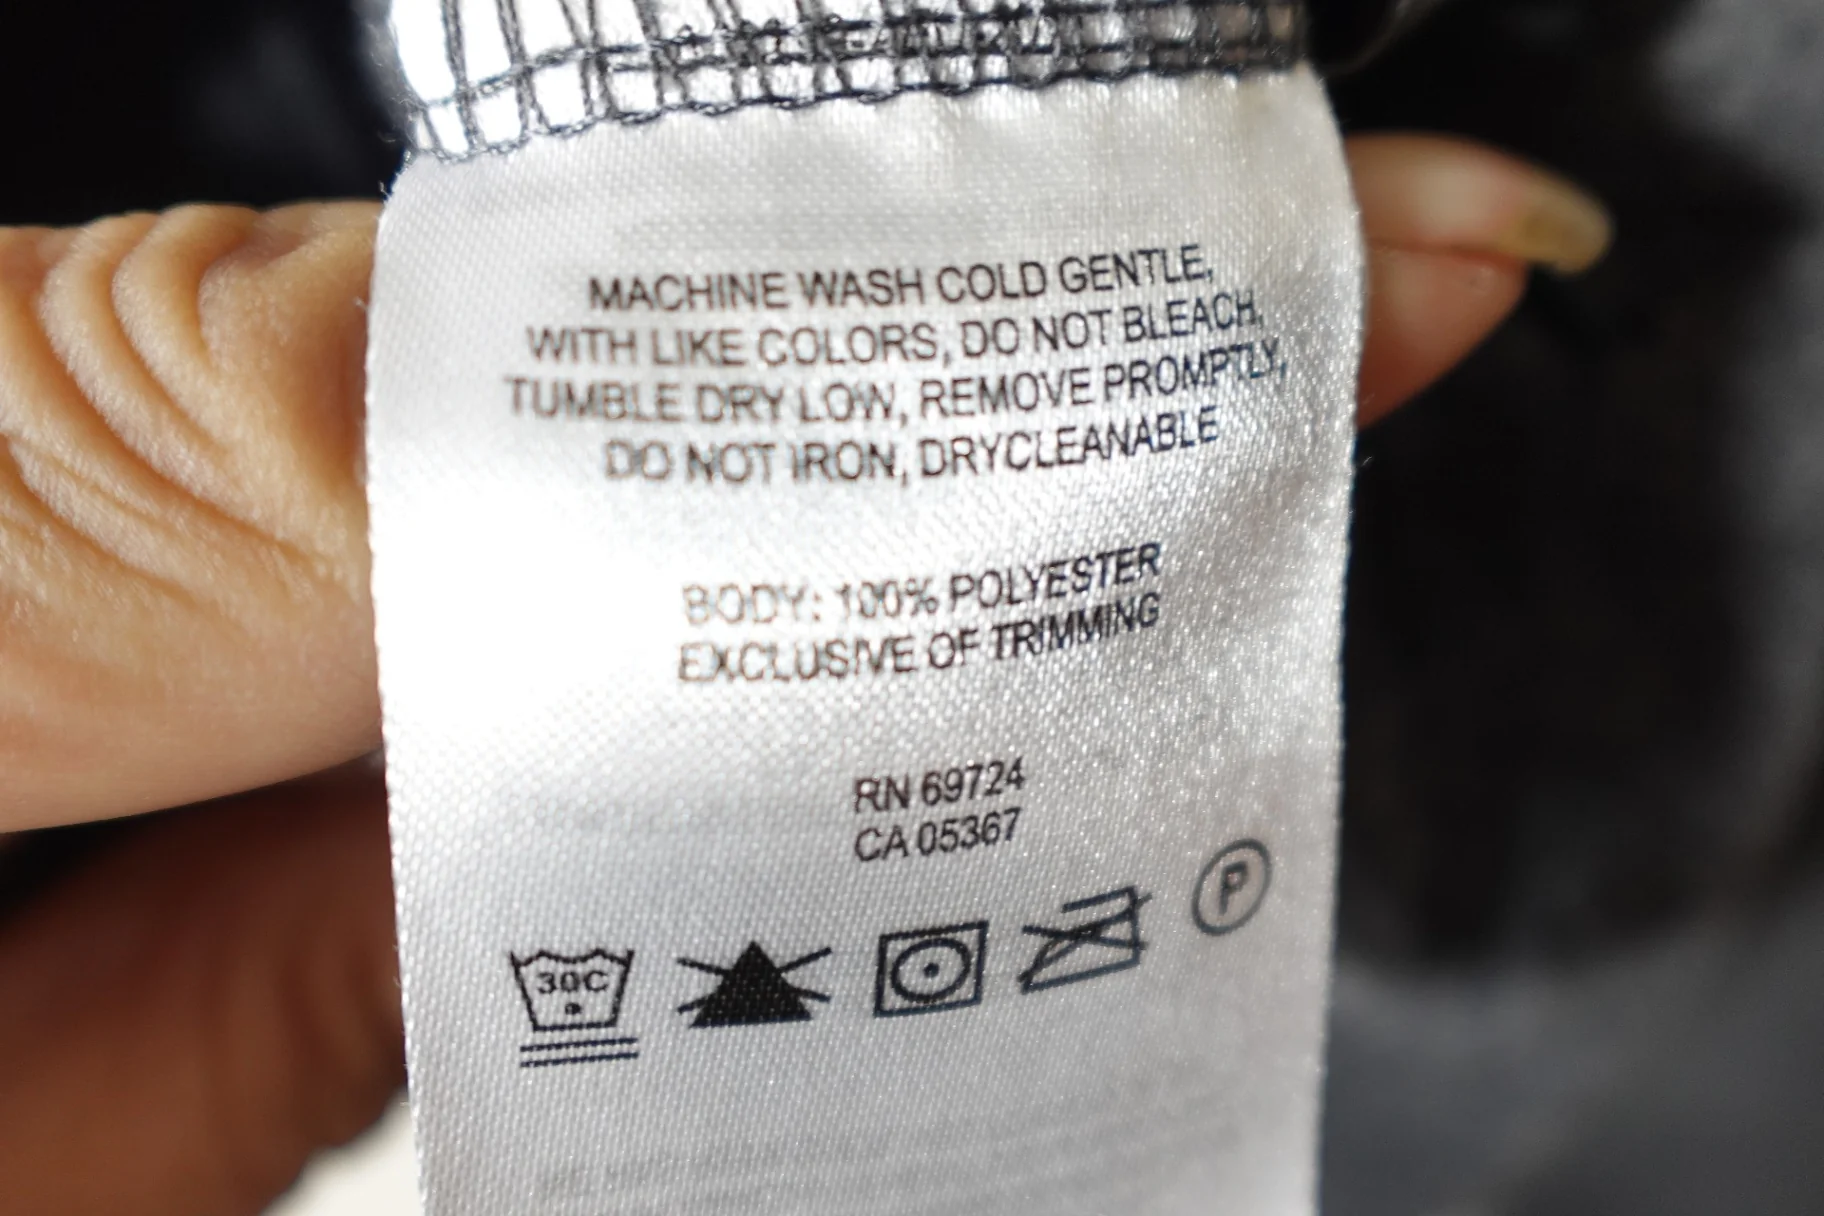 MACHINE WASH COLD GENTLE,
WITH LIKE COLORS, DO NOT BLEACH,
TUMBLE DRY LOW, REMOVE PROMPTLY,
DO NOT IRON, DRYCLEANABLE
BODY: 100% POLYESTER
EXCLUSIVE OF TRIMMING
RN 69724
CA 05367
P
30C